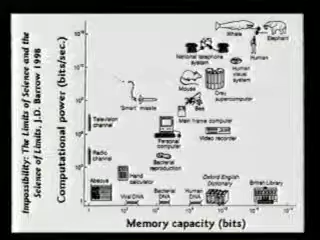 Impossibility: The Limits of Science and the
Science of Limits, J.D. Barrow 1998
Computational power (bits/sec.)
Whale
Elephant
National telephone
system
Human
Human
visual
system
Mouse
Cray
supercomputer
'Smart' missile
Bee
Television
channel
Main frame computer
Personal
computer
Video recorder
Radio
channel
Bacterial
reproduction
Abacus
Hand
calculator
Oxford English
Dictionary
British Library
Viral DNA
Bacterial
DNA
Human
DNA
Memory capacity (bits)